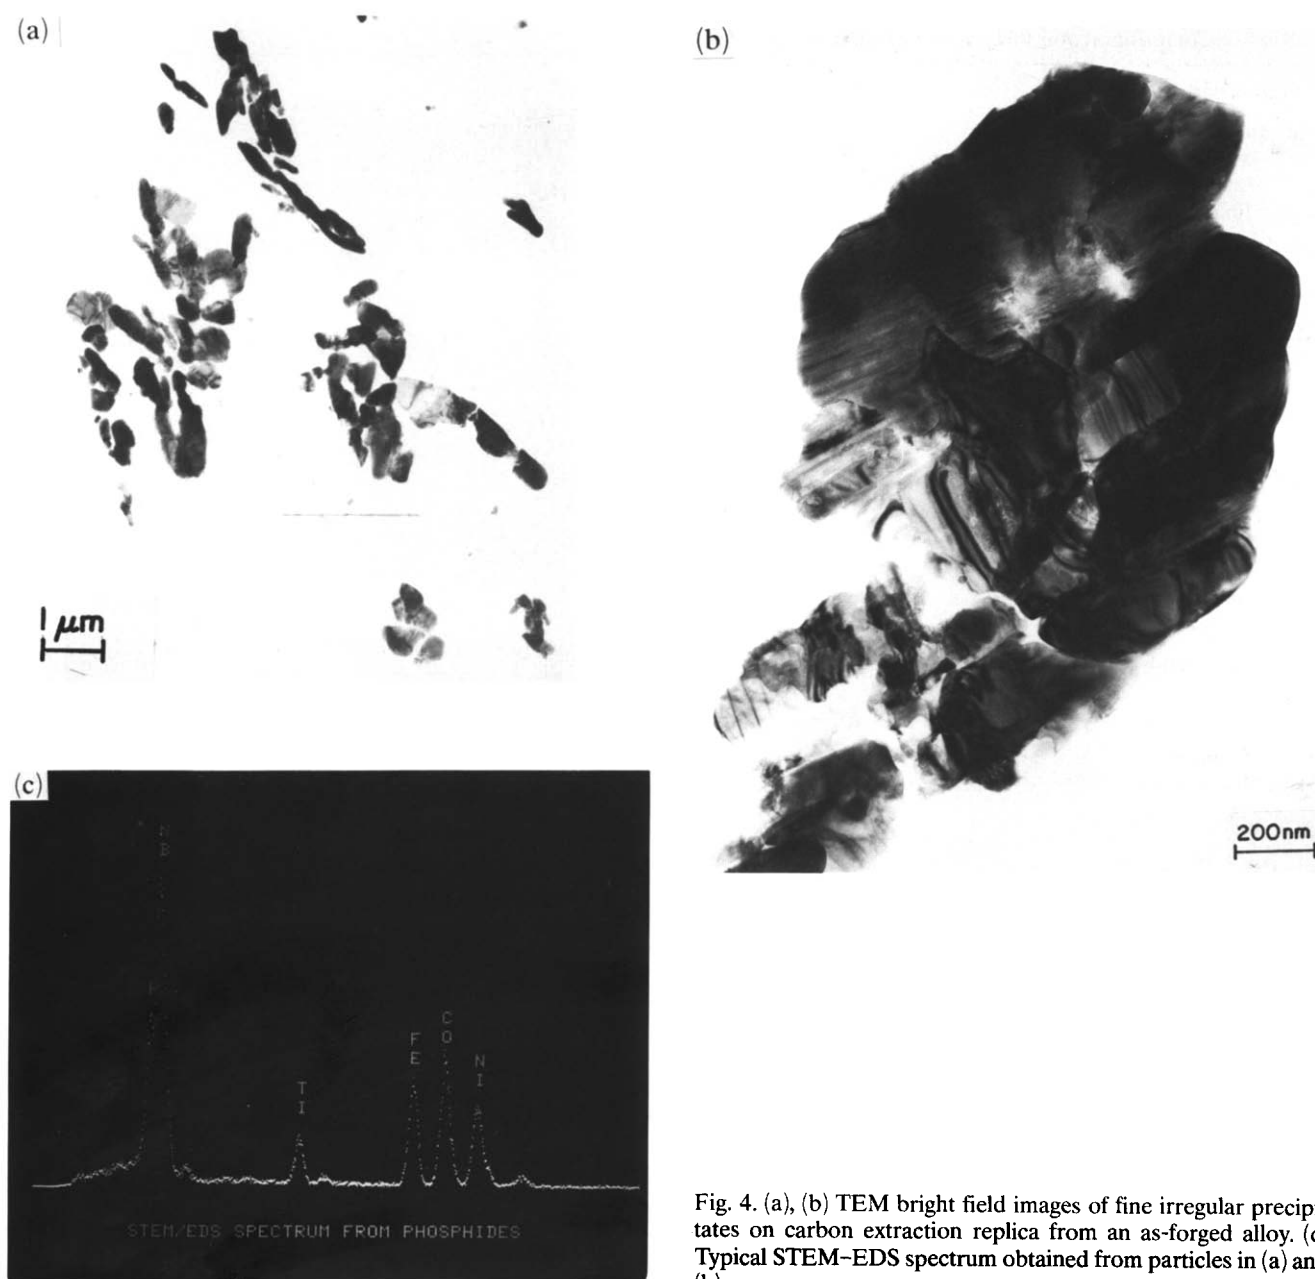 (a)
(b)
1 μm
200nm
(c)
NB
P
TI
FE
CO
NI
STEM/EDS SPECTRUM FROM PHOSPHIDES
Fig. 4. (a), (b) TEM bright field images of fine irregular precip
tates on carbon extraction replica from an as-forged alloy. (c
Typical STEM–EDS spectrum obtained from particles in (a) an
(b).